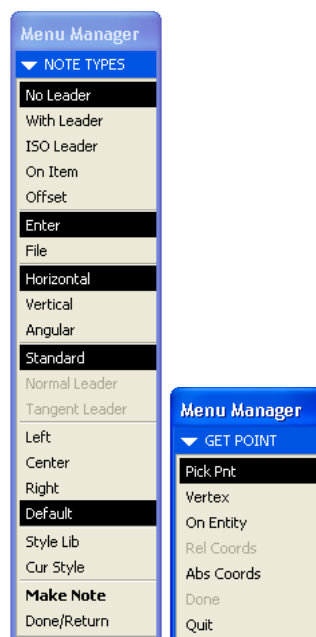 Menu Manager
NOTE TYPES
No Leader
With Leader
ISO Leader
On Item
Offset
Enter
File
Horizontal
Vertical
Angular
Standard
Normal Leader
Tangent Leader
Left
Center
Right
Default
Style Lib
Cur Style
Make Note
Done/Return
Menu Manager
GET POINT
Pick Pnt
Vertex
On Entity
Rel Coords
Abs Coords
Done
Quit